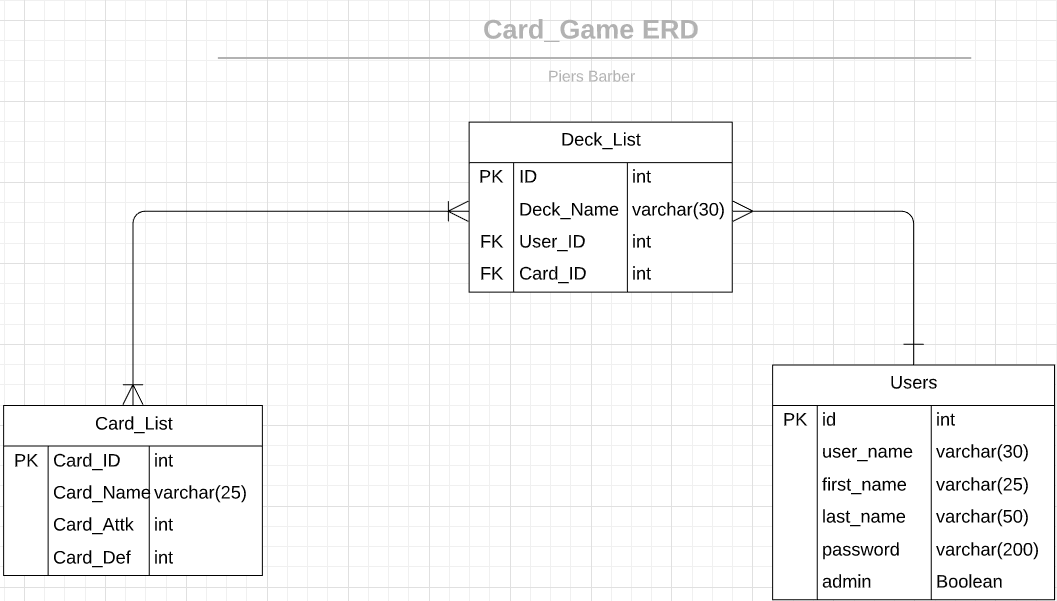 Card_Game ERD
Piers Barber
Deck_List
PK ID int
Deck_Name varchar(30)
FK User_ID int
FK Card_ID int
Card_List
PK Card_ID int
Card_Name varchar(25)
Card_Attk int
Card_Def int
Users
PK id int
user_name varchar(30)
first_name varchar(25)
last_name varchar(50)
password varchar(200)
admin Boolean